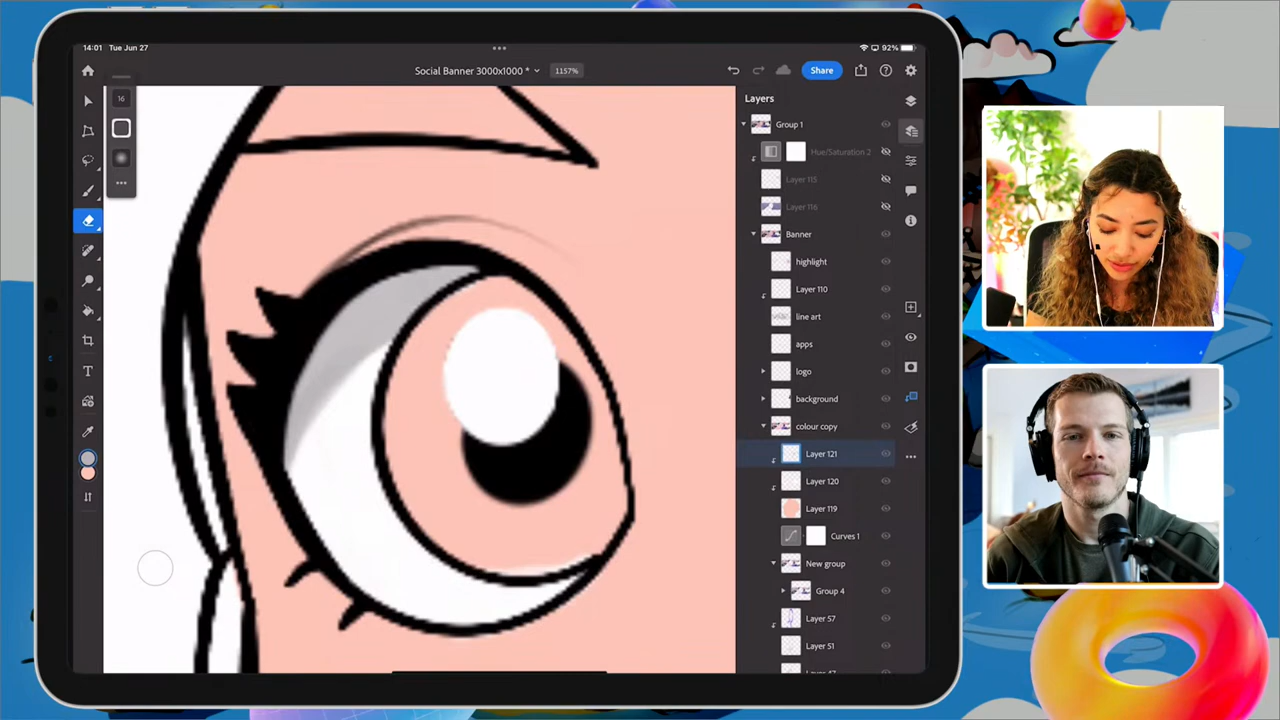 14:01 Tue Jun 27
92%
Social Banner 3000x1000 *
1157%
Share
16
Layers
Group 1
Hue/Saturation 2
Layer 115
Layer 116
Banner
highlight
Layer 110
line art
apps
logo
background
colour copy
Layer 121
Layer 120
Layer 119
Curves 1
New group
Group 4
Layer 57
Layer 51